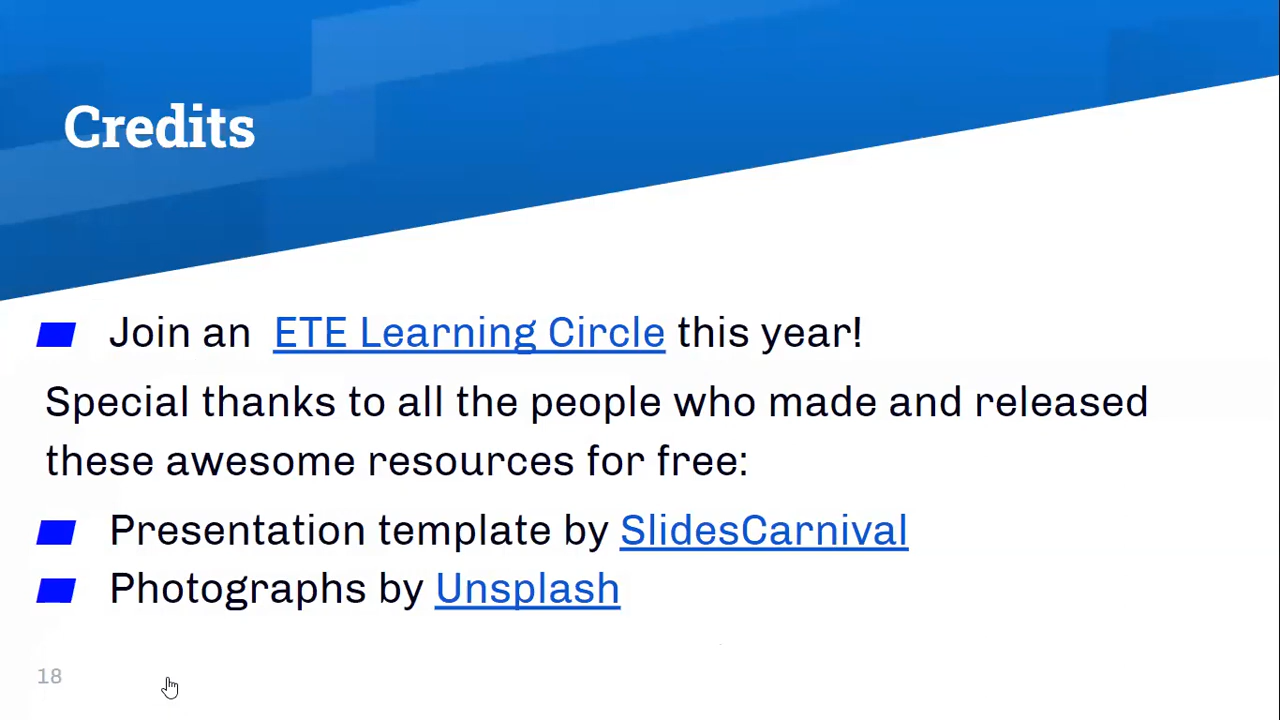 Credits
Join an ETE Learning Circle this year!
Special thanks to all the people who made and released
these awesome resources for free:
Presentation template by SlidesCarnival
Photographs by Unsplash
18